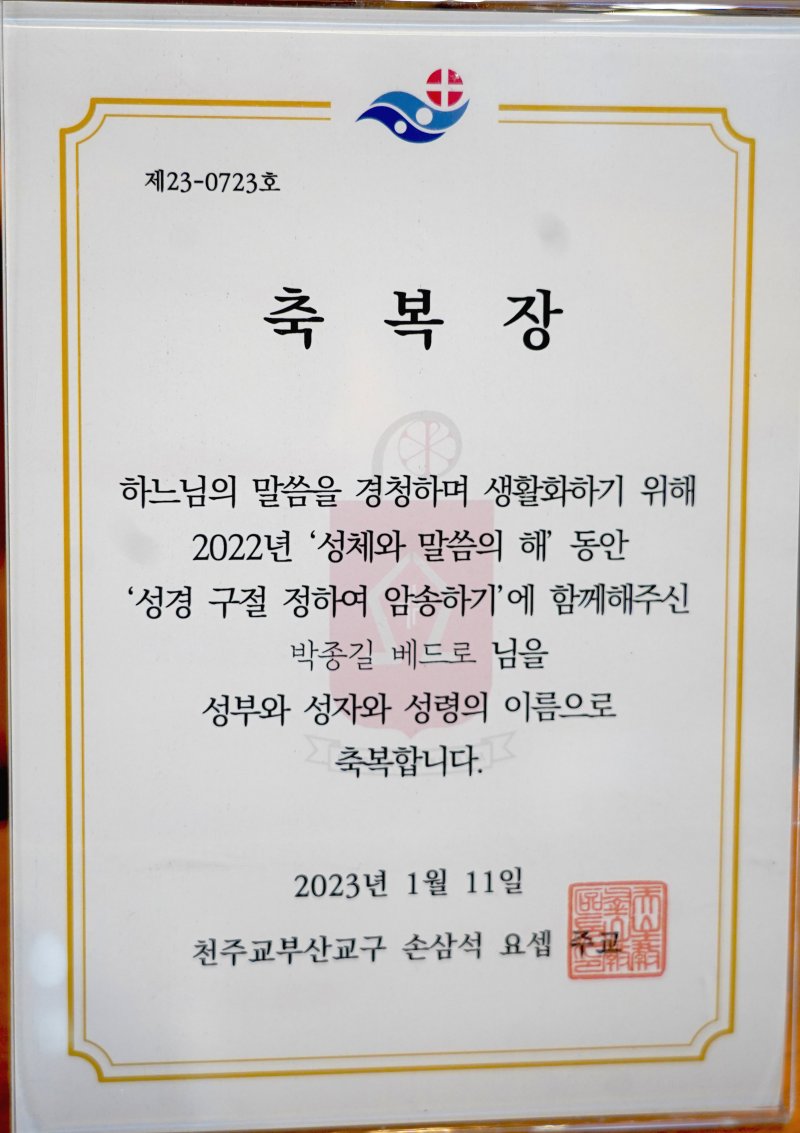 제23-0723호
축 복 장
하느님의 말씀을 경청하며 생활화하기 위해
2022년 ‘성체와 말씀의 해’ 동안
‘성경 구절 정하여 암송하기’에 함께해주신
박종길 베드로 님을
성부와 성자와 성령의 이름으로
축복합니다.
2023년 1월 11일
천주교부산교구 손삼석 요셉 주교